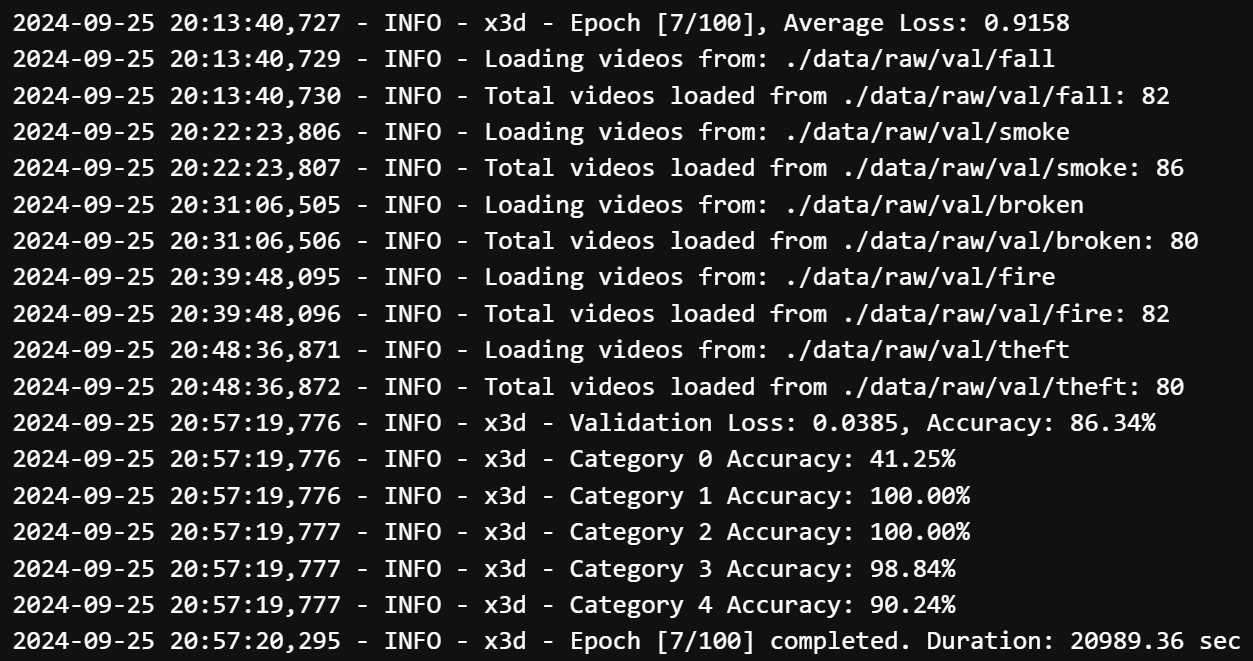 2024-09-25 20:13:40,727 - INFO - x3d - Epoch [7/100], Average Loss: 0.9158
2024-09-25 20:13:40,729 - INFO - Loading videos from: ./data/raw/val/fall
2024-09-25 20:13:40,730 - INFO - Total videos loaded from ./data/raw/val/fall: 82
2024-09-25 20:22:23,806 - INFO - Loading videos from: ./data/raw/val/smoke
2024-09-25 20:22:23,807 - INFO - Total videos loaded from ./data/raw/val/smoke: 86
2024-09-25 20:31:06,505 - INFO - Loading videos from: ./data/raw/val/broken
2024-09-25 20:31:06,506 - INFO - Total videos loaded from ./data/raw/val/broken: 80
2024-09-25 20:39:48,095 - INFO - Loading videos from: ./data/raw/val/fire
2024-09-25 20:39:48,096 - INFO - Total videos loaded from ./data/raw/val/fire: 82
2024-09-25 20:48:36,871 - INFO - Loading videos from: ./data/raw/val/theft
2024-09-25 20:48:36,872 - INFO - Total videos loaded from ./data/raw/val/theft: 80
2024-09-25 20:57:19,776 - INFO - x3d - Validation Loss: 0.0385, Accuracy: 86.34%
2024-09-25 20:57:19,776 - INFO - x3d - Category 0 Accuracy: 41.25%
2024-09-25 20:57:19,776 - INFO - x3d - Category 1 Accuracy: 100.00%
2024-09-25 20:57:19,777 - INFO - x3d - Category 2 Accuracy: 100.00%
2024-09-25 20:57:19,777 - INFO - x3d - Category 3 Accuracy: 98.84%
2024-09-25 20:57:19,777 - INFO - x3d - Category 4 Accuracy: 90.24%
2024-09-25 20:57:20,295 - INFO - x3d - Epoch [7/100] completed. Duration: 20989.36 sec